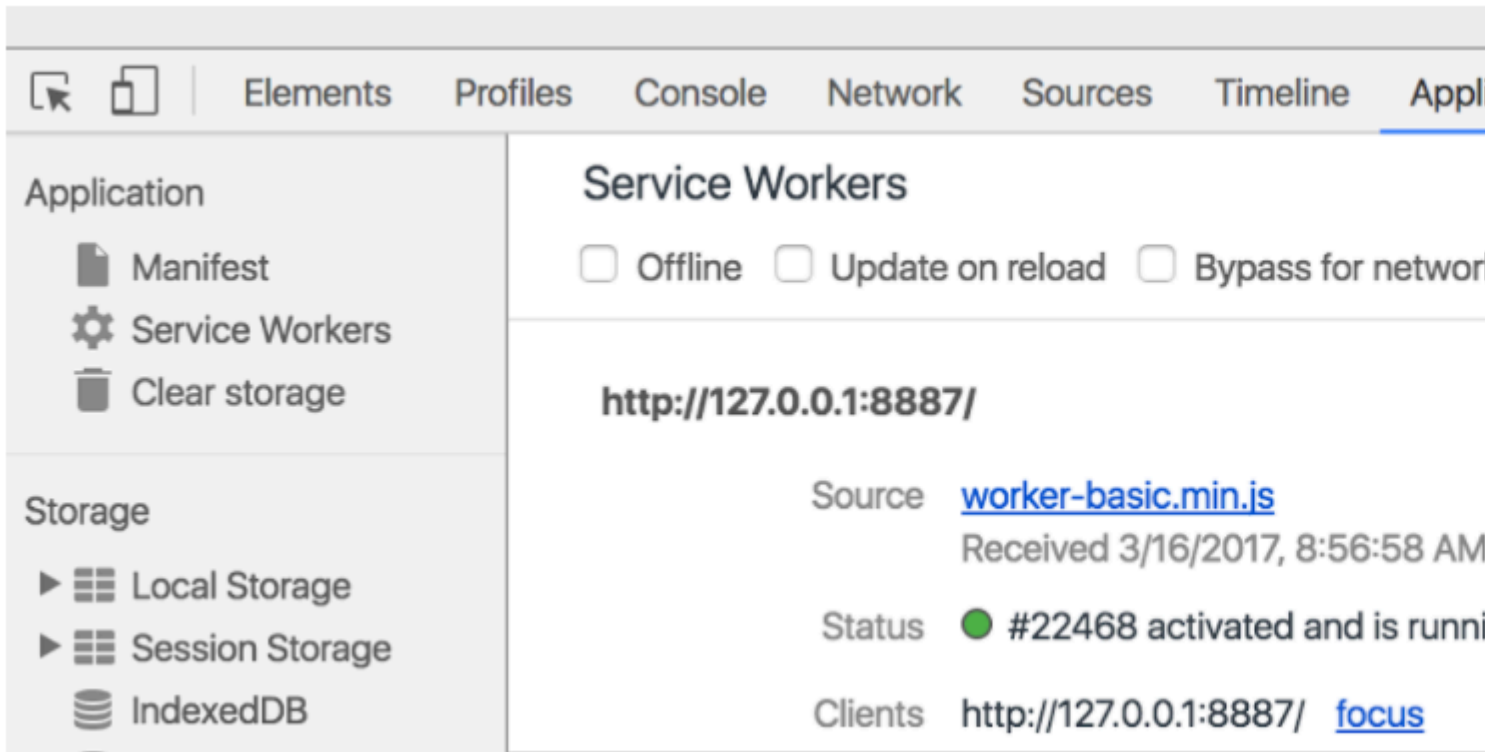 Elements Profiles Console Network Sources Timeline Appli
Application
Manifest
Service Workers
Clear storage
Storage
Local Storage
Session Storage
IndexedDB
Service Workers
Offline Update on reload Bypass for networ
http://127.0.0.1:8887/
Source worker-basic.min.js
Received 3/16/2017, 8:56:58 AM
Status #22468 activated and is runni
Clients http://127.0.0.1:8887/ focus